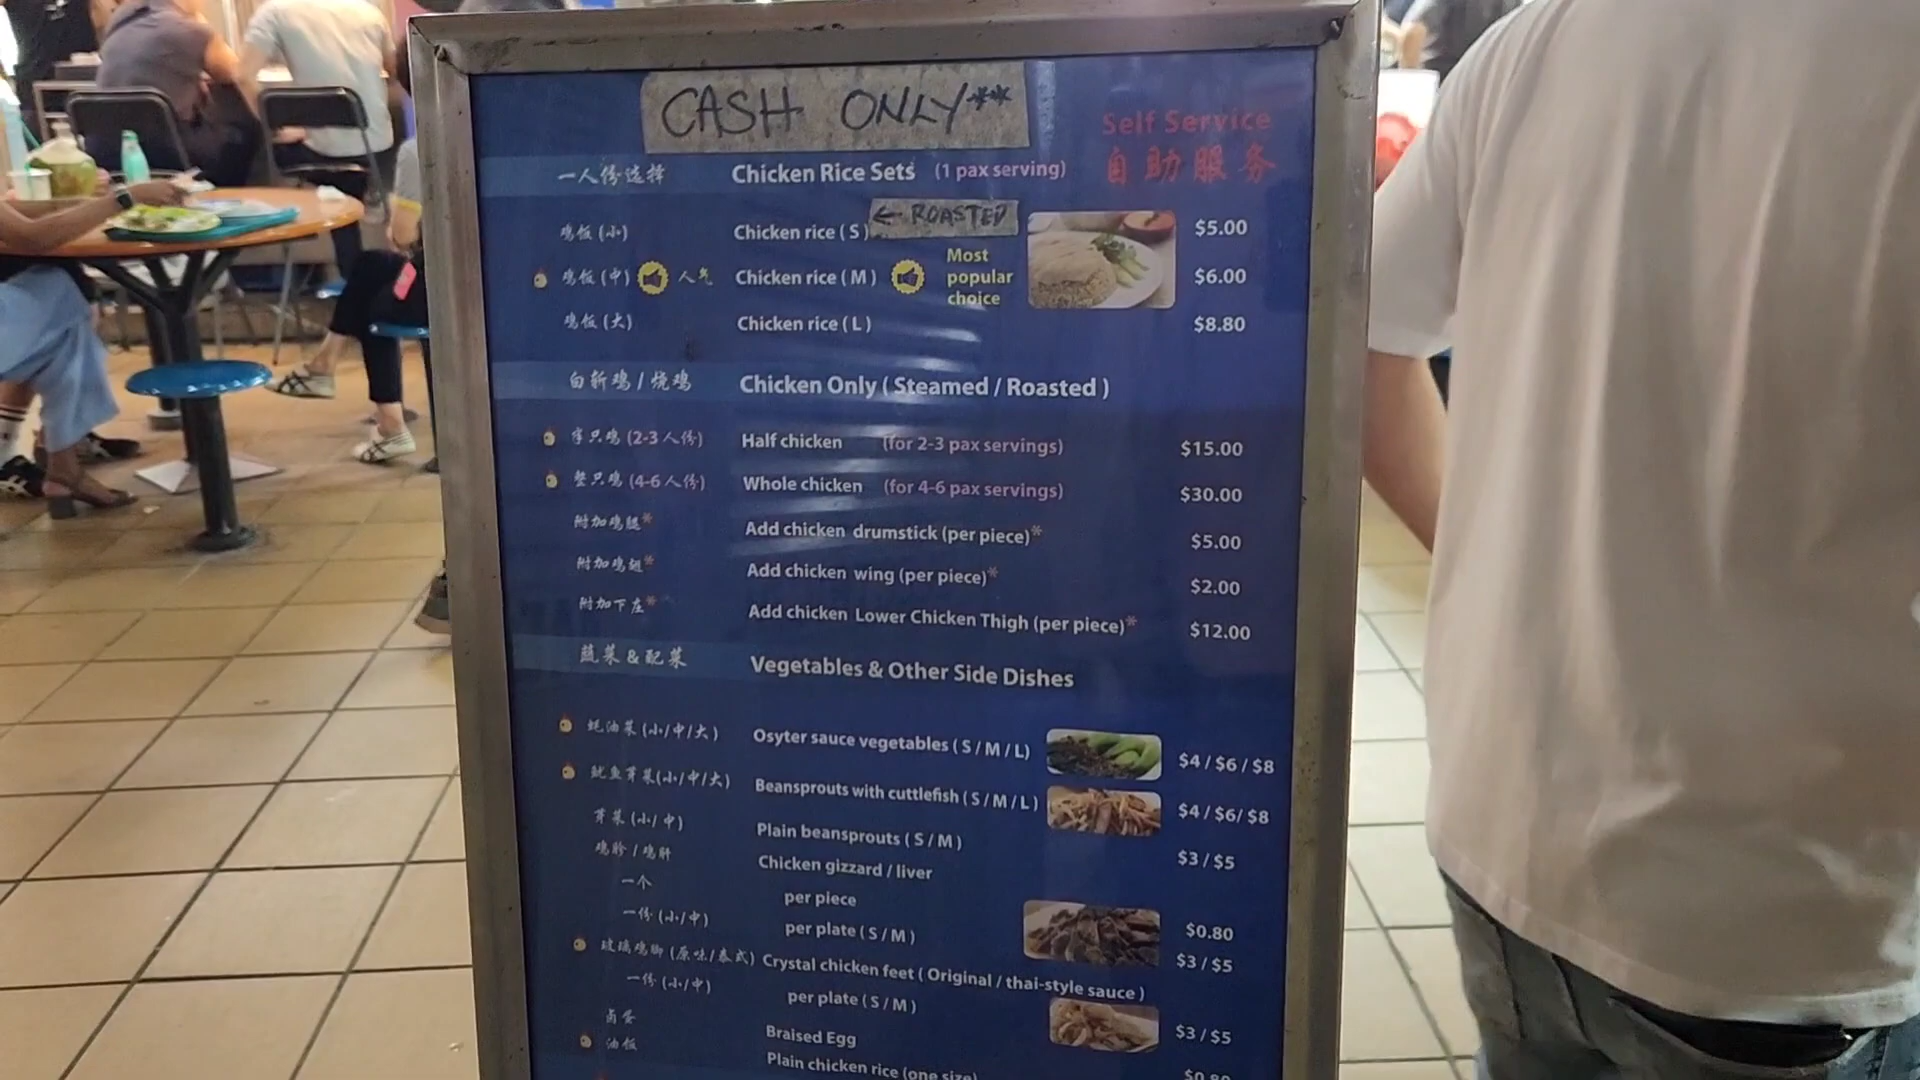 CASH ONLY**
Self Service
自助服务
一人份选择 Chicken Rice Sets (1 pax serving)
鸡饭 (小) Chicken rice ( S ) ← ROASTED $5.00
鸡饭 (中) 人气 Chicken rice ( M ) Most popular choice $6.00
鸡饭 (大) Chicken rice ( L ) $8.80
白斩鸡 / 烧鸡 Chicken Only ( Steamed / Roasted )
半只鸡 (2-3 人份) Half chicken (for 2-3 pax servings) $15.00
整只鸡 (4-6 人份) Whole chicken (for 4-6 pax servings) $30.00
附加鸡腿* Add chicken drumstick (per piece)* $5.00
附加鸡翅* Add chicken wing (per piece)* $2.00
附加下庄* Add chicken Lower Chicken Thigh (per piece)* $12.00
蔬菜 & 配菜 Vegetables & Other Side Dishes
蚝油菜 (小/中/大) Osyter sauce vegetables ( S / M / L) $4 / $6 / $8
鱿鱼芽菜(小/中/大) Beansprouts with cuttlefish ( S / M / L ) $4 / $6/ $8
芽菜 (小/ 中) Plain beansprouts ( S / M ) $3 / $5
鸡胗 / 鸡肝 Chicken gizzard / liver
一个 per piece $0.80
一份 (小/中) per plate ( S / M ) $3 / $5
玻璃鸡脚 (原味/泰式) Crystal chicken feet ( Original / thai-style sauce )
一份 (小/中) per plate ( S / M ) $3 / $5
卤蛋 Braised Egg
油饭 Plain chicken rice (one size)